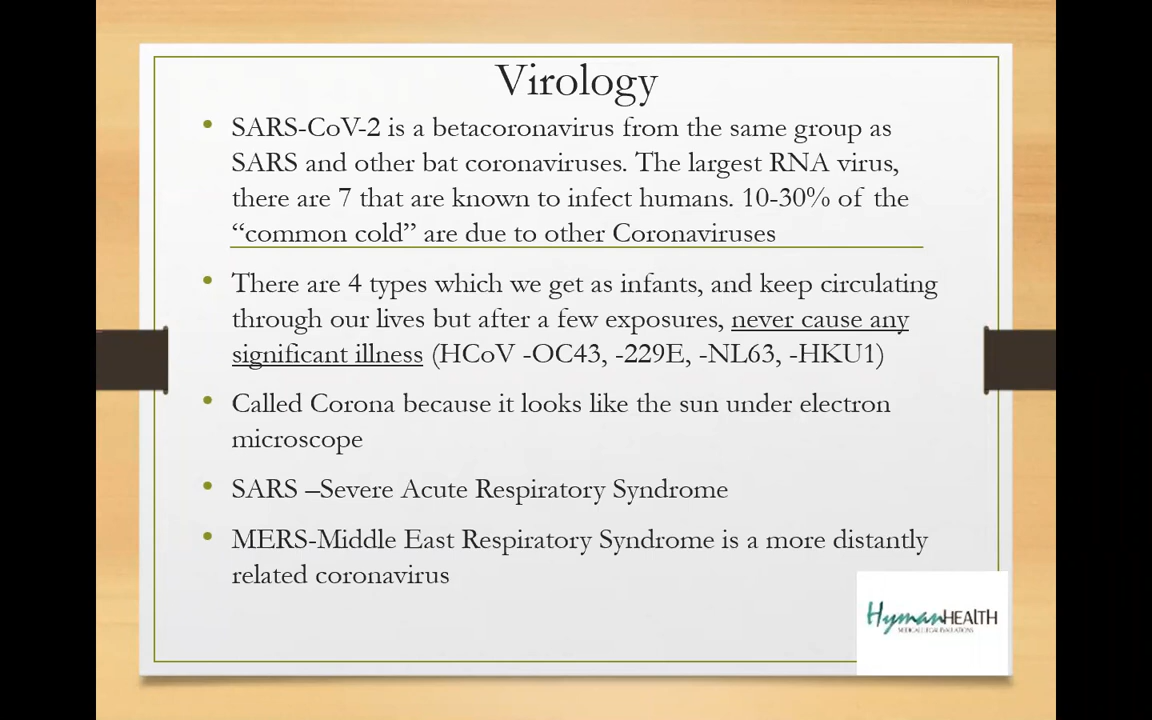 Virology
• SARS-CoV-2 is a betacoronavirus from the same group as
SARS and other bat coronaviruses. The largest RNA virus,
there are 7 that are known to infect humans. 10-30% of the
“common cold” are due to other Coronaviruses
• There are 4 types which we get as infants, and keep circulating
through our lives but after a few exposures, never cause any
significant illness (HCoV -OC43, -229E, -NL63, -HKU1)
• Called Corona because it looks like the sun under electron
microscope
• SARS –Severe Acute Respiratory Syndrome
• MERS-Middle East Respiratory Syndrome is a more distantly
related coronavirus
HymanHEALTH